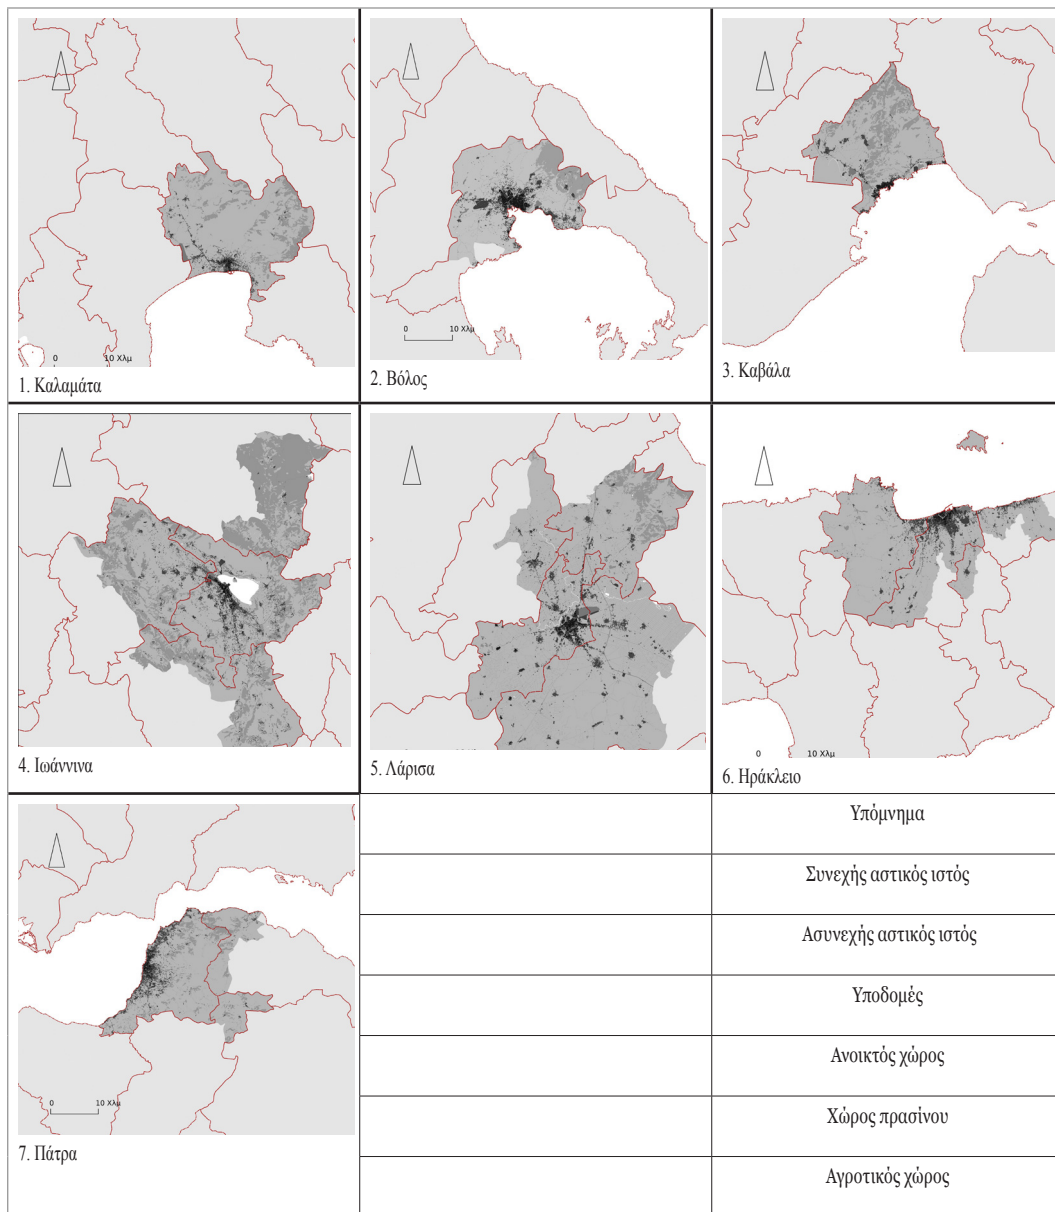 0 10 Χλμ
1. Καλαμάτα
0 10 Χλμ
2. Βόλος
3. Καβάλα
4. Ιωάννινα
5. Λάρισα
0 10 Χλμ
6. Ηράκλειο
0 10 Χλμ
7. Πάτρα
Υπόμνημα
Συνεχής αστικός ιστός
Ασυνεχής αστικός ιστός
Υποδομές
Ανοικτός χώρος
Χώρος πρασίνου
Αγροτικός χώρος